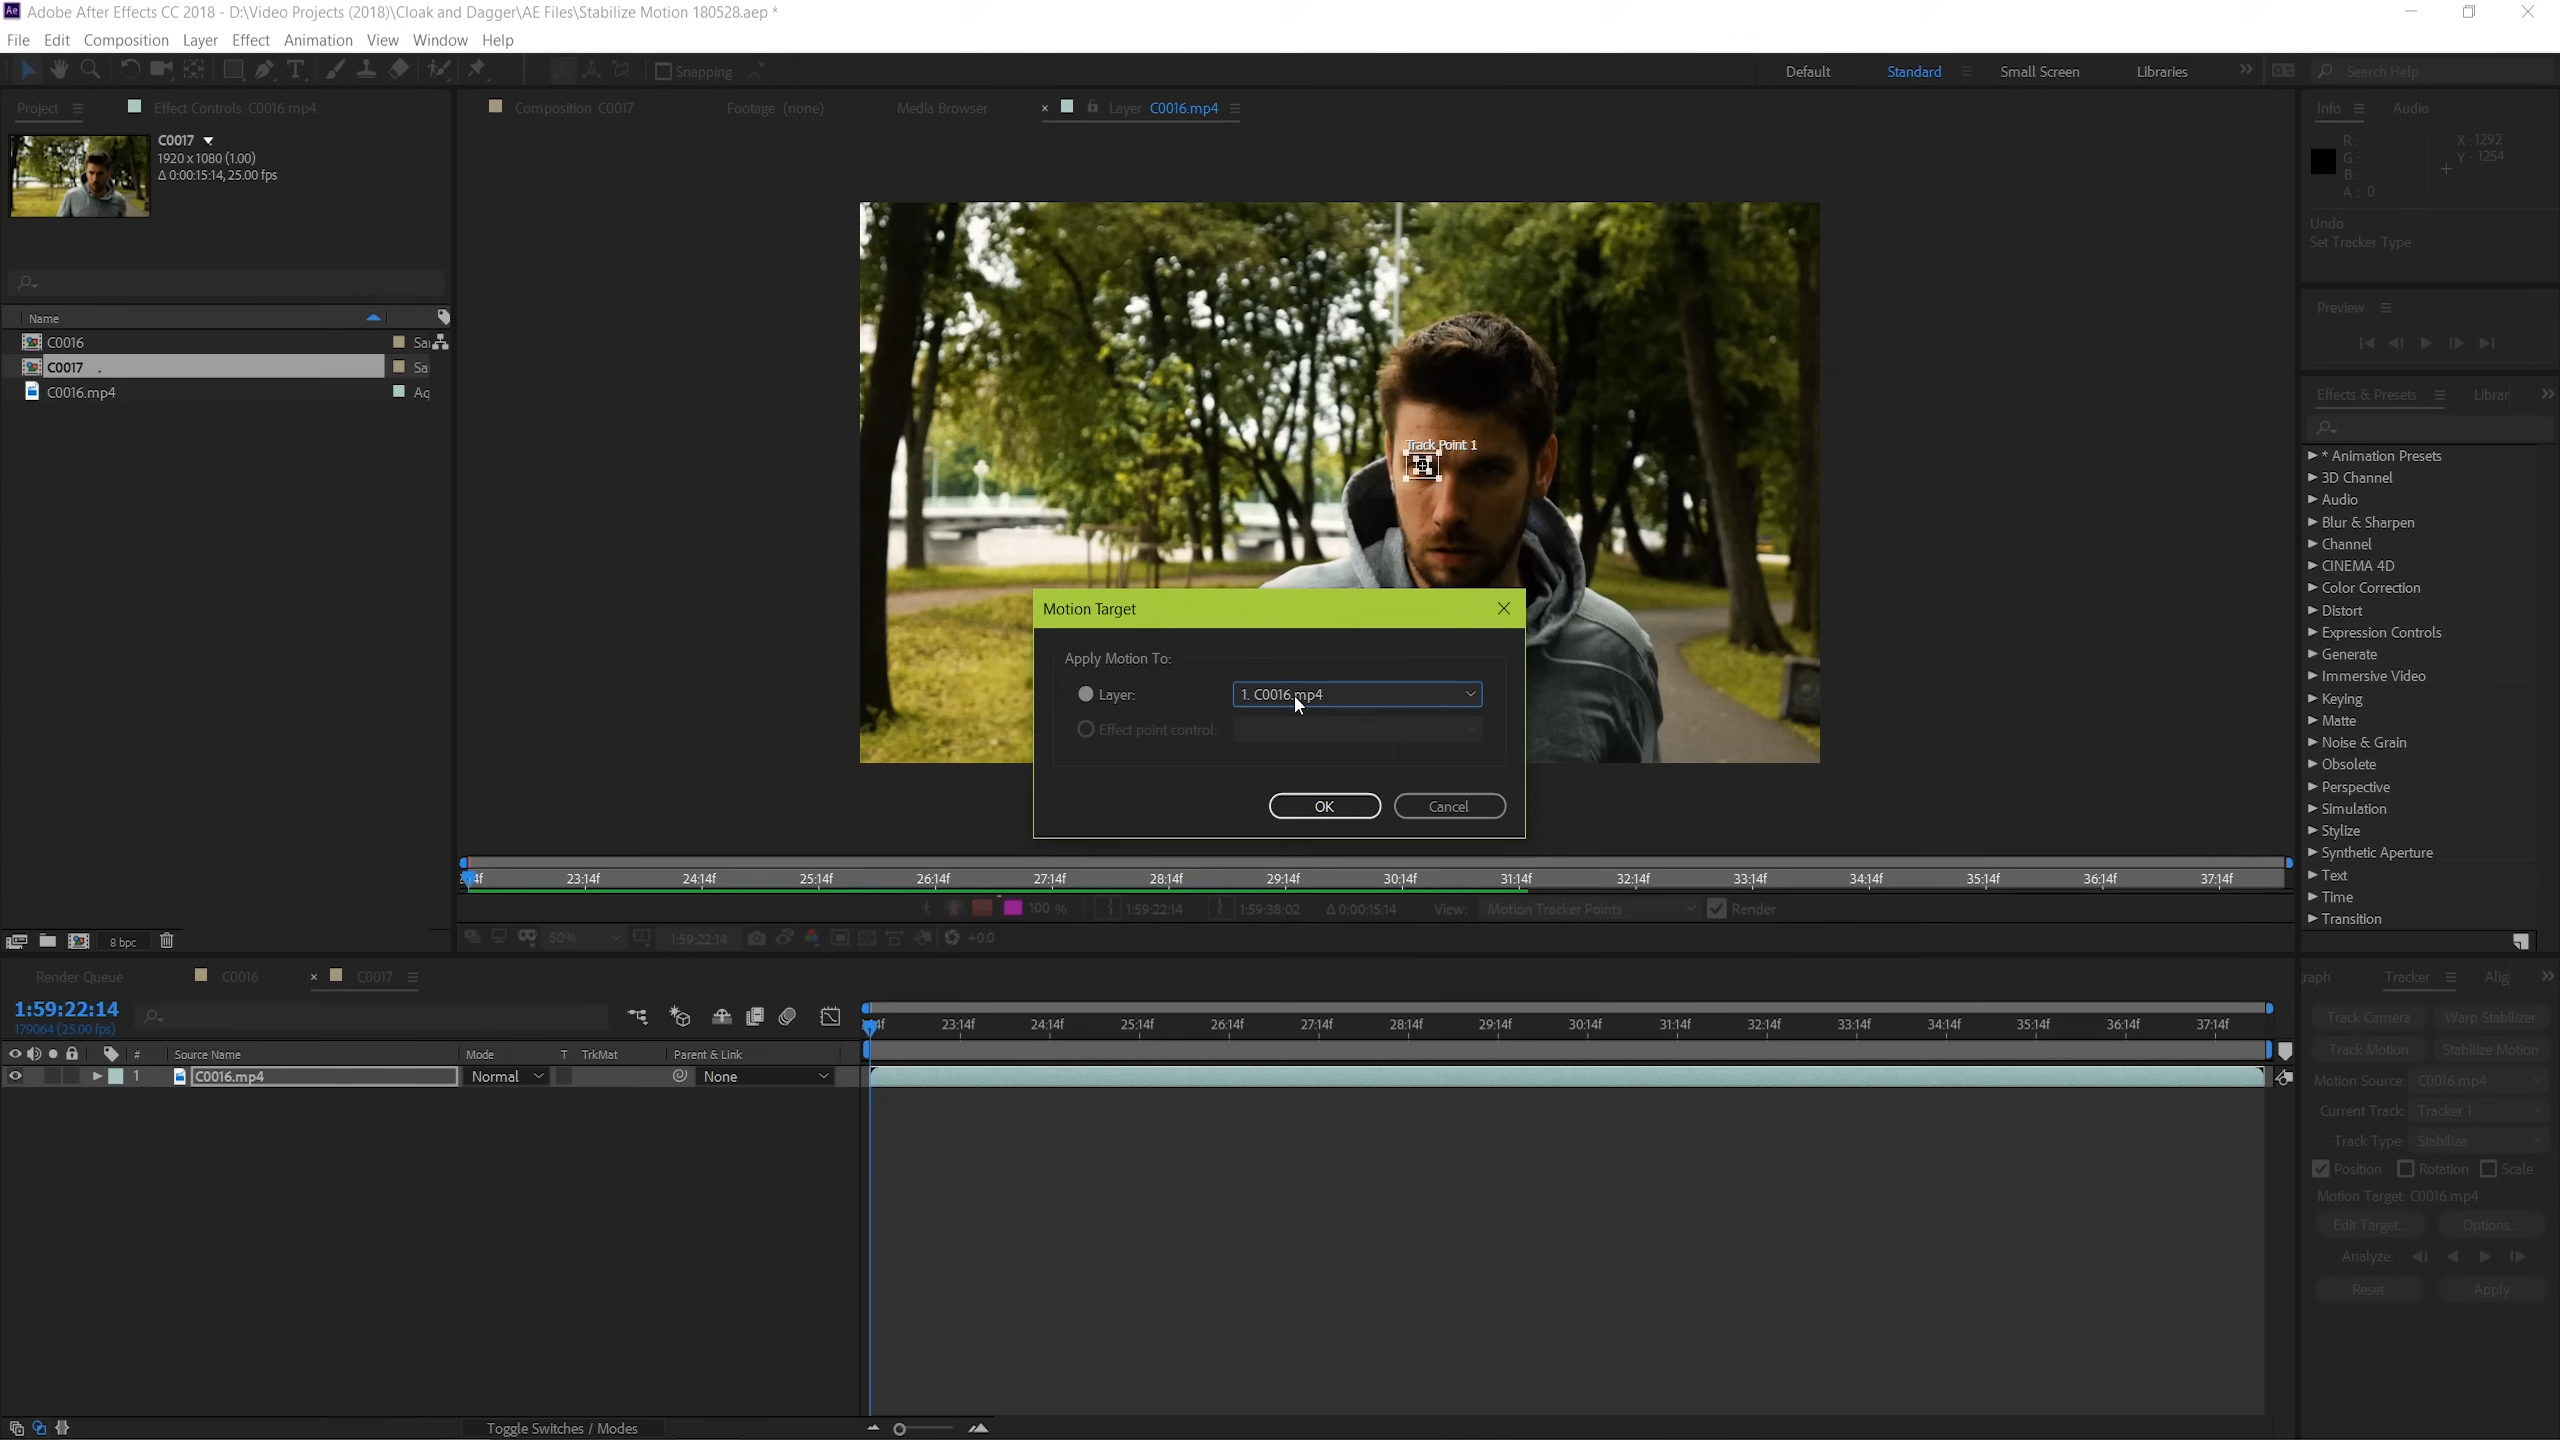 Adobe After Effects CC 2018 - D:\Video Projects (2018)\Cloak and Dagger\AE Files\Stabilize Motion 180528.aep *
File Edit Composition Layer Effect Animation View Window Help
Snapping
Default Standard Small Screen Libraries Search Help
Project Effect Controls C0016.mp4
Composition C0017 Footage (none) Media Browser × Layer C0016.mp4
Info Audio
C0017
1920 x 1080 (1.00)
Δ 0:00:15:14, 25.00 fps
R:
G:
B:
A: 0
X: 1292
Y: 1254
Undo
Set Tracker Type
Preview
Name
C0016 Sa
C0017 . Sa
C0016.mp4 Aq
Effects & Presets Librar
* Animation Presets
3D Channel
Audio
Blur & Sharpen
Channel
CINEMA 4D
Color Correction
Distort
Expression Controls
Generate
Immersive Video
Keying
Matte
Noise & Grain
Obsolete
Perspective
Simulation
Stylize
Synthetic Aperture
Text
Time
Transition
Track Point 1
Motion Target
Apply Motion To:
Layer: 1. C0016.mp4
Effect point control:
OK Cancel
23:14f 24:14f 25:14f 26:14f 27:14f 28:14f 29:14f 30:14f 31:14f 32:14f 33:14f 34:14f 35:14f 36:14f 37:14f
100 % 1:59:22:14 1:59:38:02 Δ 0:00:15:14 View: Motion Tracker Points Render
8 bpc
50% 1:59:22:14 +0.0
Render Queue C0016 × C0017
1:59:22:14
179064 (25.00 fps)
23:14f 24:14f 25:14f 26:14f 27:14f 28:14f 29:14f 30:14f 31:14f 32:14f 33:14f 34:14f 35:14f 36:14f 37:14f
# Source Name Mode T TrkMat Parent & Link
1 C0016.mp4 Normal None
Toggle Switches / Modes
graph Tracker Alig
Track Camera Warp Stabilizer
Track Motion Stabilize Motion
Motion Source: C0016.mp4
Current Track: Tracker 1
Track Type: Stabilize
Position Rotation Scale
Motion Target: C0016.mp4
Edit Target... Options...
Analyze:
Reset Apply